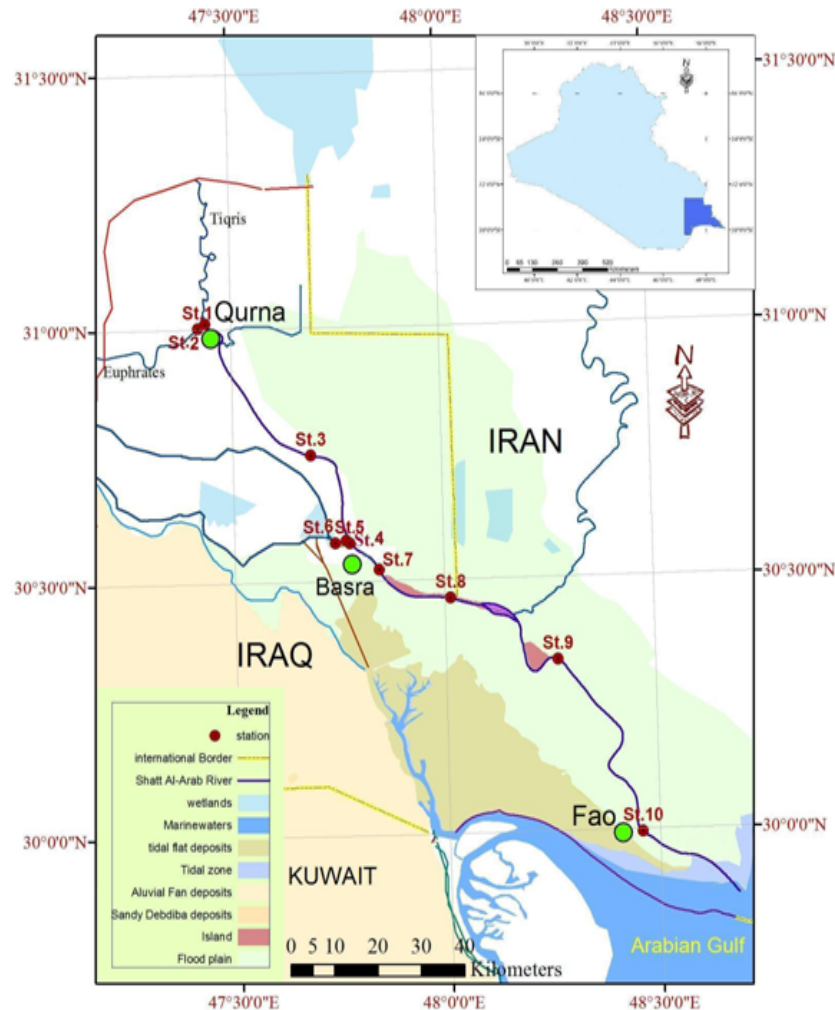 47°30'0"E
48°0'0"E
48°30'0"E
31°30'0"N
31°30'0"N
Tiqris
St.1
Qurna
St.2
31°0'0"N
31°0'0"N
Euphrates
N
St.3
IRAN
St.6
St.5
St.4
St.7
Basra
St.8
30°30'0"N
30°30'0"N
St.9
IRAQ
Legend
station
international Border
Shatt Al-Arab River
wetlands
Marinewaters
tidal flat deposits
Tidal zone
Aluvial Fan deposits
Sandy Debdiba deposits
Island
Flood plain
Fao
St.10
30°0'0"N
30°0'0"N
KUWAIT
Arabian Gulf
0 5 10 20 30 40
Kilometers
47°30'0"E
48°0'0"E
48°30'0"E